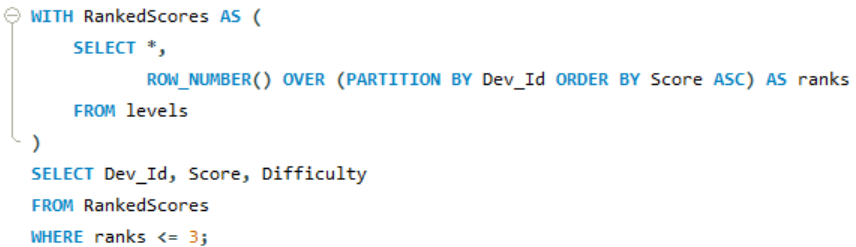 WITH RankedScores AS (
SELECT *,
ROW_NUMBER() OVER (PARTITION BY Dev_Id ORDER BY Score ASC) AS ranks
FROM levels
)
SELECT Dev_Id, Score, Difficulty
FROM RankedScores
WHERE ranks <= 3;